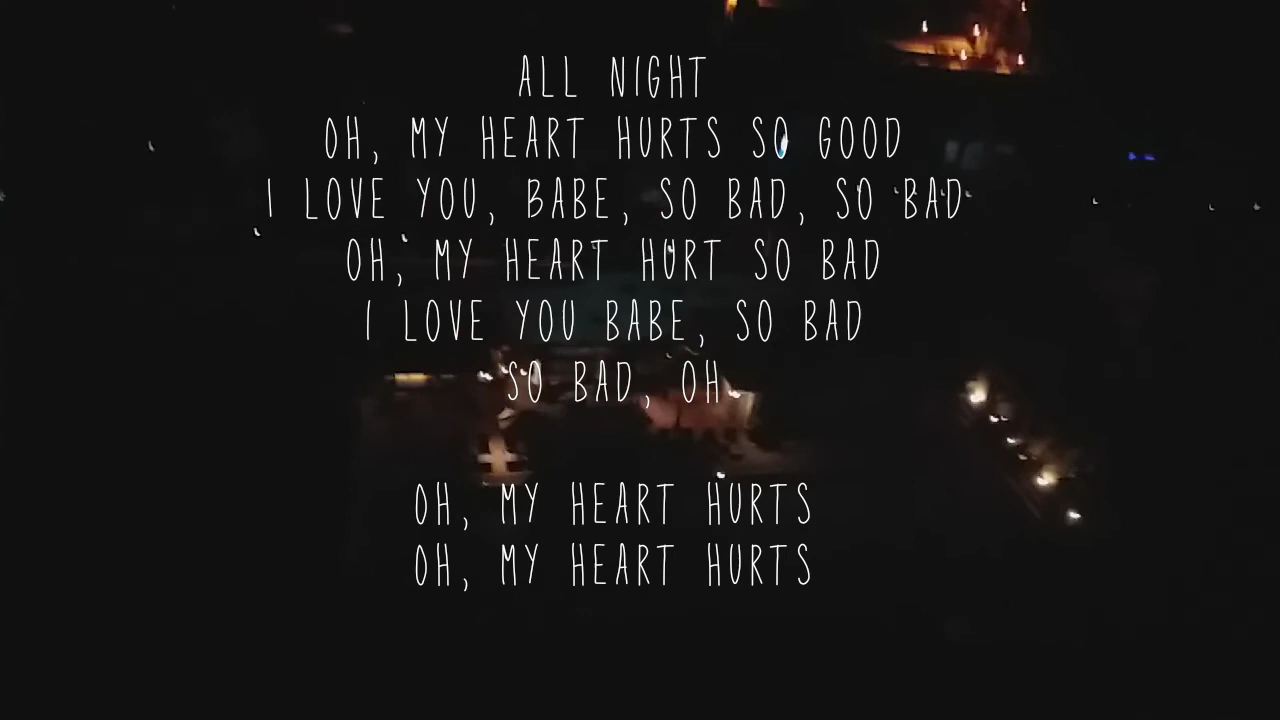 ALL NIGHT
OH, MY HEART HURTS SO GOOD
I LOVE YOU, BABE, SO BAD, SO BAD
OH, MY HEART HURT SO BAD
I LOVE YOU BABE, SO BAD
SO BAD, OH
OH, MY HEART HURTS
OH, MY HEART HURTS